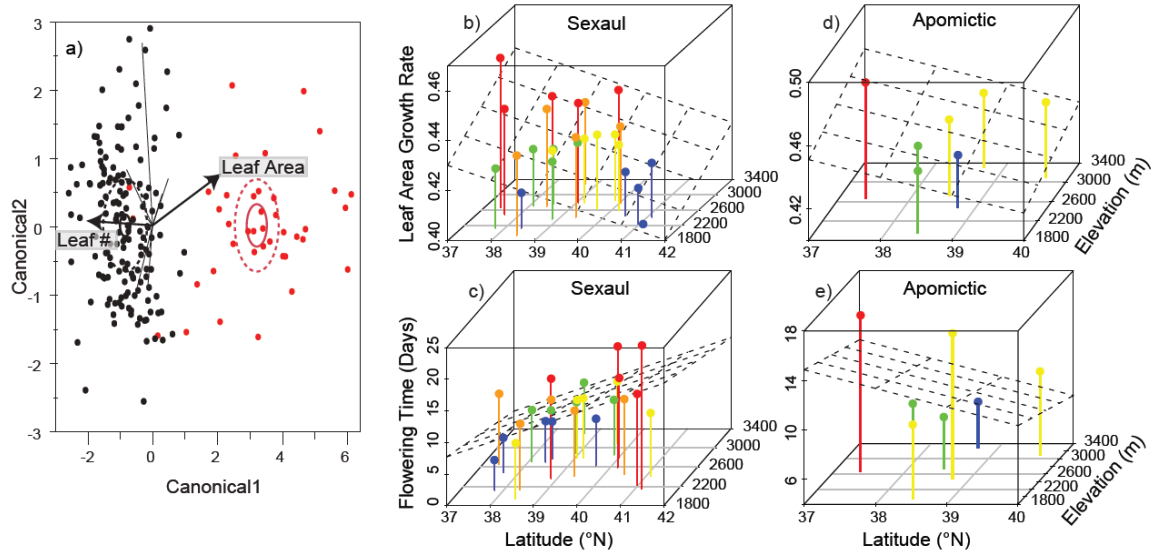 a)
Canonical2
3
2
1
0
-1
-2
-3
Leaf Area
Leaf #
-2 0 2 4 6
Canonical1
b) Sexaul
Leaf Area Growth Rate
0.46
0.44
0.42
0.40
37 38 39 40 41 42
1800 2200 2600 3000 3400
d) Apomictic
0.50
0.46
0.42
37 38 39 40
1800 2200 2600 3000 3400
Elevation (m)
c) Sexaul
Flowering Time (Days)
25
20
15
10
5
0
37 38 39 40 41 42
1800 2200 2600 3000 3400
Latitude (°N)
e) Apomictic
18
14
10
6
37 38 39 40
1800 2200 2600 3000 3400
Latitude (°N)
Elevation (m)